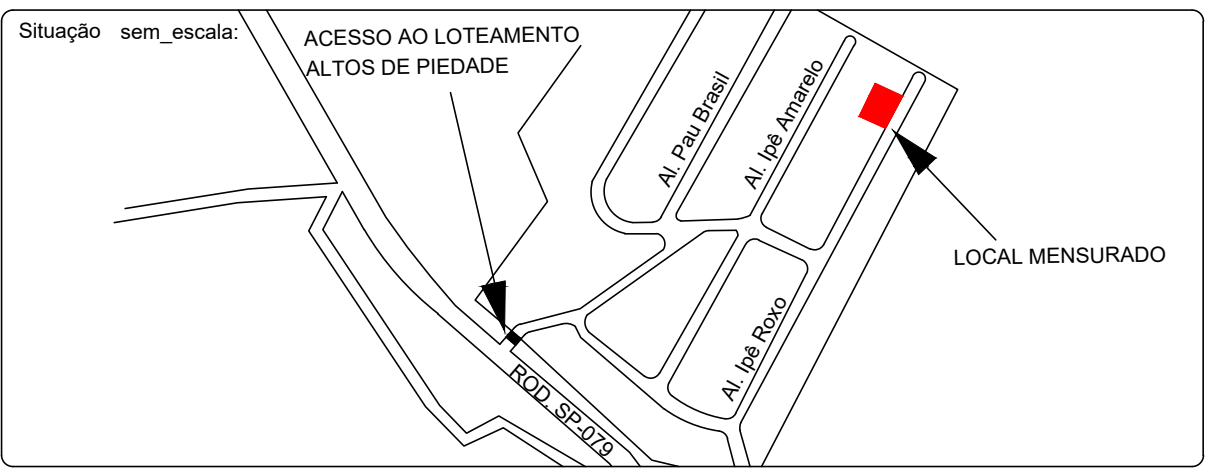 Situação sem_escala:
ACESSO AO LOTEAMENTO
ALTOS DE PIEDADE
Al. Pau Brasil
Al. Ipê Amarelo
LOCAL MENSURADO
Al. Ipê Roxo
ROD. SP-079